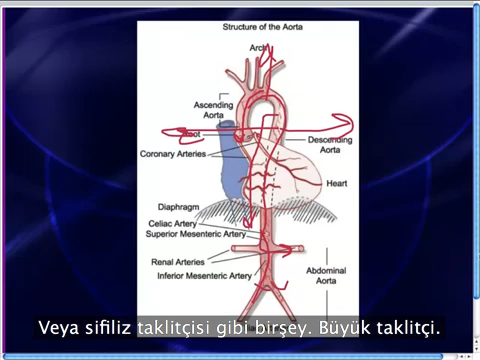 Structure of the Aorta
Arch
Ascending
Aorta
Root
Descending
Aorta
Coronary Arteries
Heart
Diaphragm
Celiac Artery
Superior Mesenteric Artery
Renal Arteries
Abdominal
Aorta
Inferior Mesenteric Artery
Veya sifiliz taklitçisi gibi birşey. Büyük taklitçi.